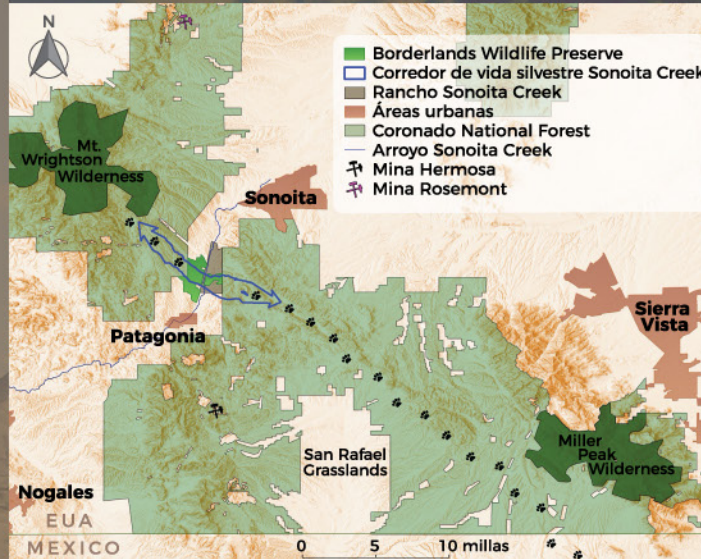 N
Borderlands Wildlife Preserve
Corredor de vida silvestre Sonoita Creek
Rancho Sonoita Creek
Áreas urbanas
Coronado National Forest
Arroyo Sonoita Creek
Mina Hermosa
Mina Rosemont
Mt.
Wrightson
Wilderness
Sonoita
Patagonia
Sierra
Vista
San Rafael
Grasslands
Miller
Peak
Wilderness
Nogales
EUA
MEXICO
0 5 10 millas